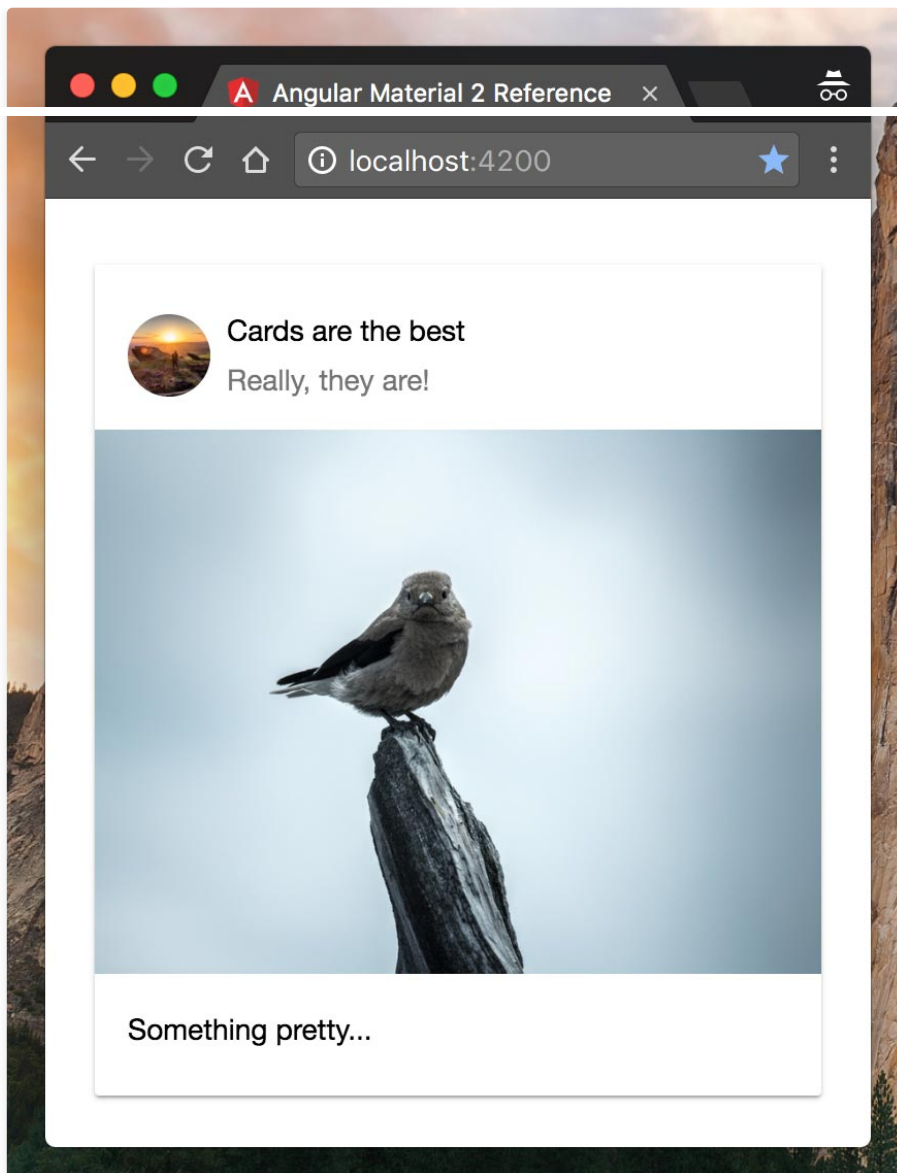 Angular Material 2 Reference
localhost:4200
Cards are the best
Really, they are!
Something pretty...